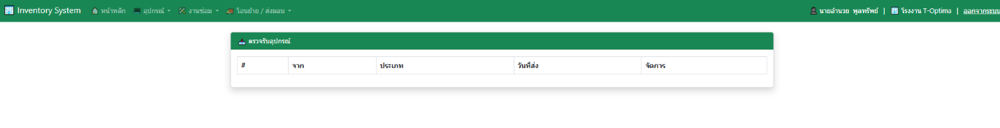 Inventory System หน้าหลัก อุปกรณ์ งานซ่อม โอนย้าย / ส่งมอบ นายอำนวย พูลทรัพย์ | โรงงาน T-Optima | ออกจากระบบ
ตรวจรับอุปกรณ์
# จาก ประเภท วันที่ส่ง จัดการ